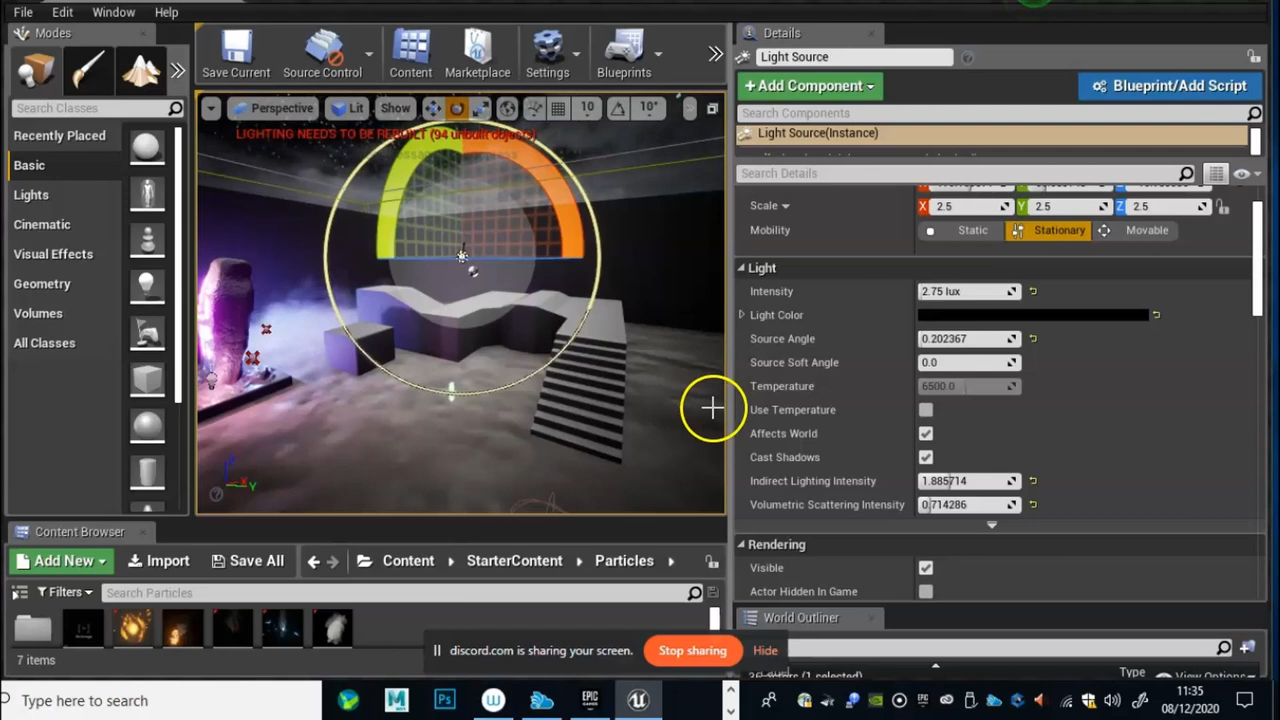 File Edit Window Help
Modes
Save Current Source Control Content Marketplace Settings Blueprints
Search Classes
Recently Placed
Basic
Lights
Cinematic
Visual Effects
Geometry
Volumes
All Classes
Perspective Lit Show 10 10°
LIGHTING NEEDS TO BE REBUILT (94 unbuilt objects)
Z X Y
Details
Light Source
+ Add Component Blueprint/Add Script
Search Components
Light Source(Instance)
Search Details
Scale X 2.5 Y 2.5 Z 2.5
Mobility Static Stationary Movable
Light
Intensity 2.75 lux
Light Color
Source Angle 0.202367
Source Soft Angle 0.0
Temperature 6500.0
Use Temperature
Affects World
Cast Shadows
Indirect Lighting Intensity 1.885714
Volumetric Scattering Intensity 0.714286
Rendering
Visible
Actor Hidden In Game
World Outliner
Type
View Options
Content Browser
Add New Import Save All Content StarterContent Particles
Filters Search Particles
7 items
discord.com is sharing your screen. Stop sharing Hide
Type here to search
11:35
08/12/2020